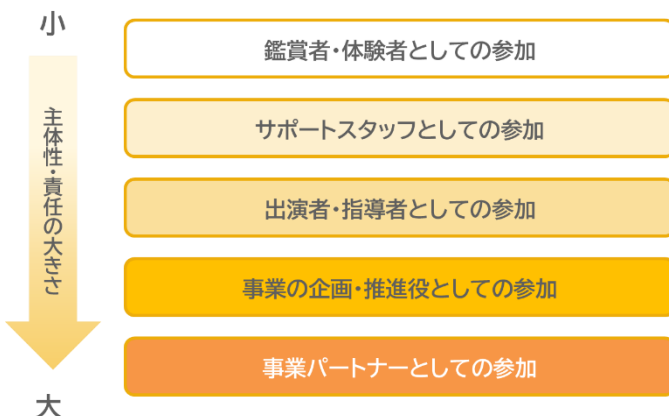 小
主体性・責任の大きさ
鑑賞者・体験者としての参加
サポートスタッフとしての参加
出演者・指導者としての参加
事業の企画・推進役としての参加
事業パートナーとしての参加
大